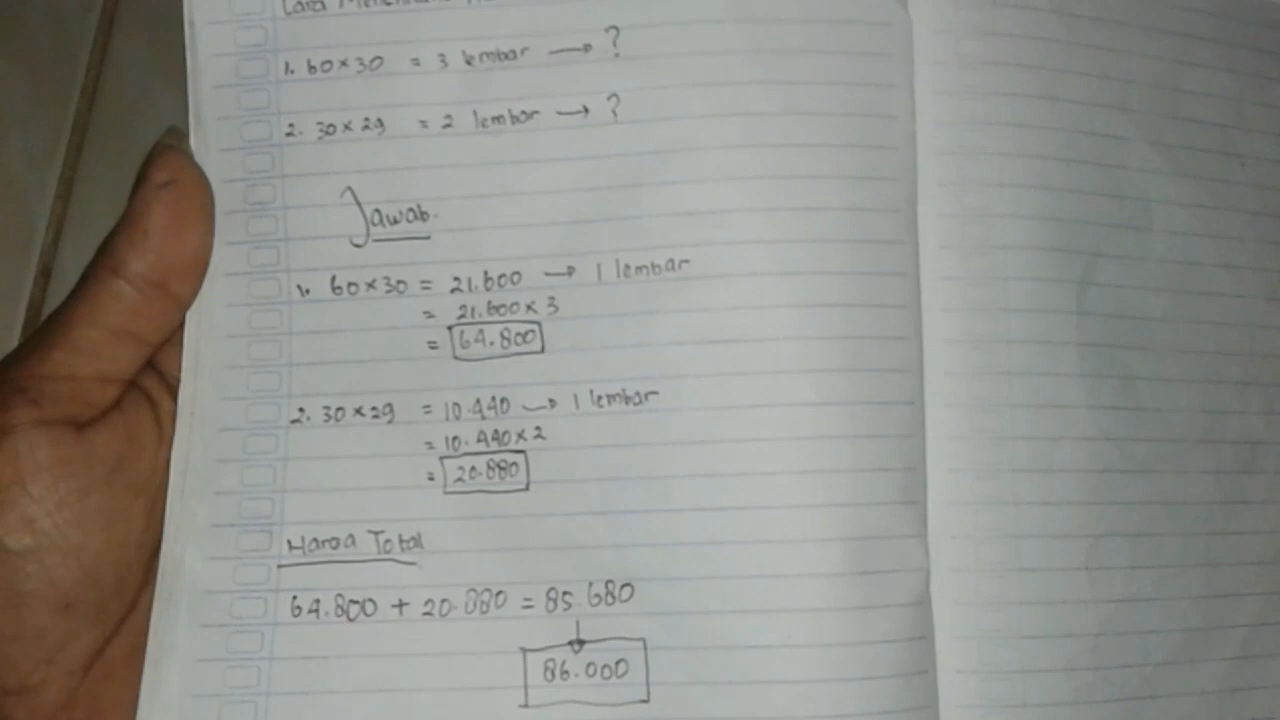 1. 60×30 = 3 lembar → ?
2. 30×29 = 2 lembar → ?
Jawab.
1. 60×30 = 21.600 → 1 lembar
= 21.600×3
= 64.800
2. 30×29 = 10.440 → 1 lembar
= 10.440×2
= 20.880
Harga Total
64.800 + 20.880 = 85.680
86.000